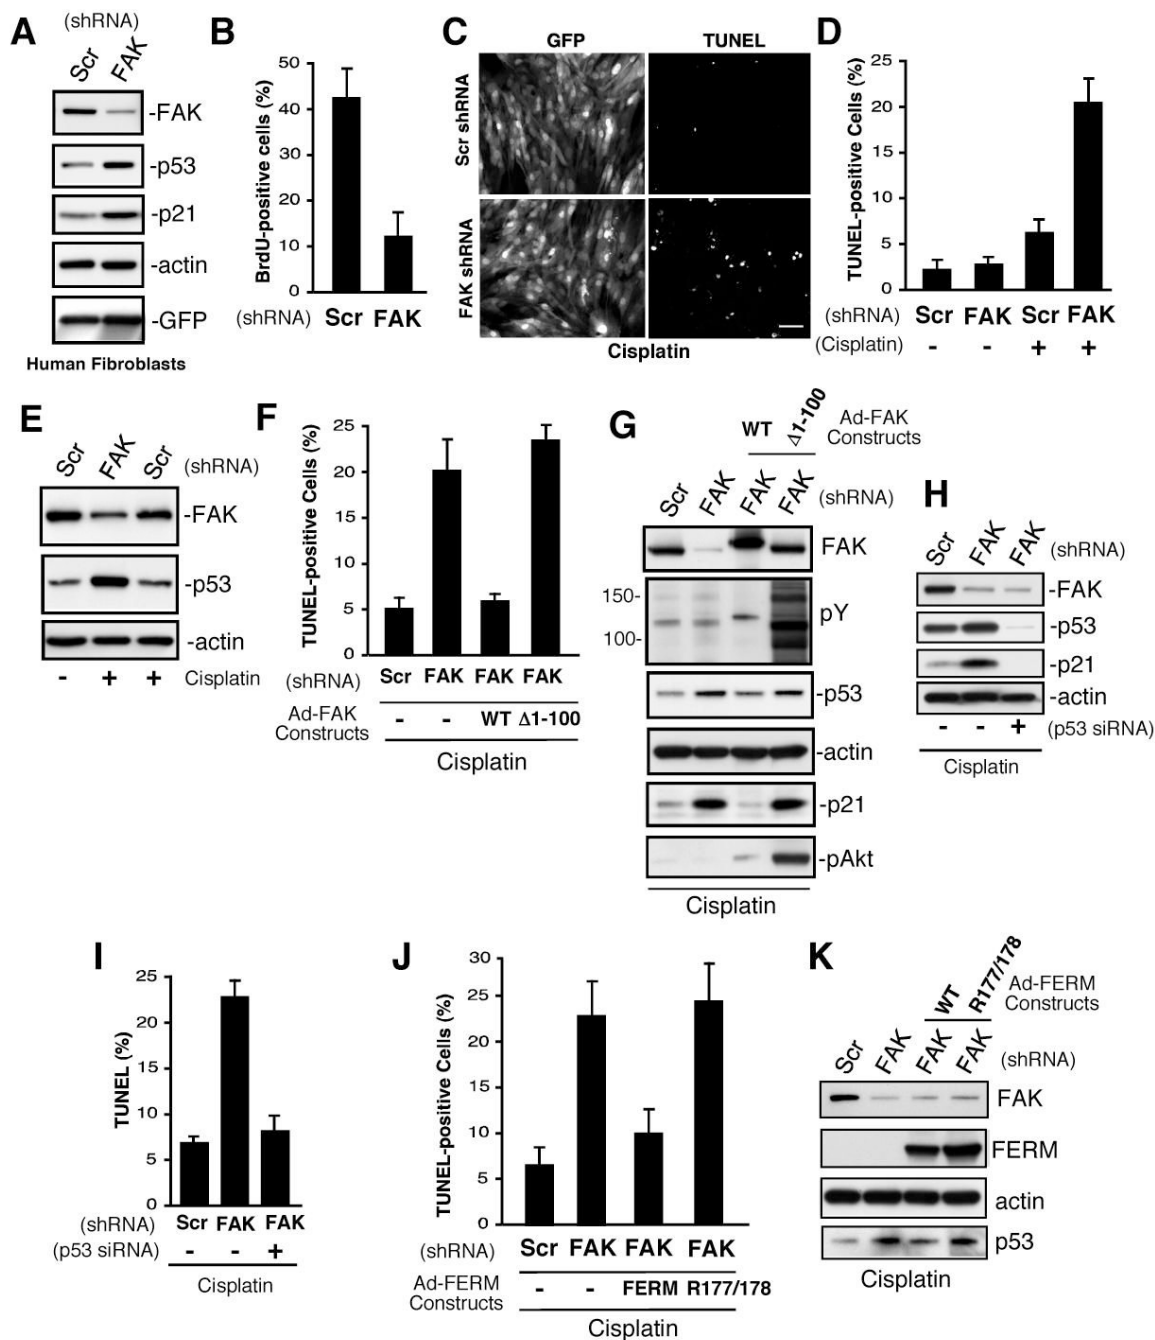 A
(shRNA)
Scr FAK
-FAK
-p53
-p21
-actin
-GFP
Human Fibroblasts
B
BrdU-positive cells (%)
50
40
30
20
10
0
(shRNA) Scr FAK
C
GFP TUNEL
Scr shRNA
FAK shRNA
Cisplatin
D
TUNEL-positive Cells (%)
25
20
15
10
5
0
(shRNA) Scr FAK Scr FAK
(Cisplatin) - - + +
E
Scr FAK Scr (shRNA)
-FAK
-p53
-actin
- + + Cisplatin
F
TUNEL-positive Cells (%)
25
20
15
10
5
0
(shRNA) Scr FAK FAK FAK
Ad-FAK Constructs - - WT Δ1-100
Cisplatin
G
WT Δ1-100 Ad-FAK
Constructs
Scr FAK FAK FAK (shRNA)
FAK
150-
pY
100-
-p53
-actin
-p21
-pAkt
Cisplatin
H
Scr FAK FAK (shRNA)
-FAK
-p53
-p21
-actin
- - + (p53 siRNA)
Cisplatin
I
TUNEL (%)
25
20
15
10
5
0
(shRNA) Scr FAK FAK
(p53 siRNA) - - +
Cisplatin
J
TUNEL-positive Cells (%)
30
25
20
15
10
5
0
(shRNA) Scr FAK FAK FAK
Ad-FERM Constructs - - FERM R177/178
Cisplatin
K
WT R177/178 Ad-FERM
Constructs
Scr FAK FAK FAK (shRNA)
FAK
FERM
actin
p53
Cisplatin